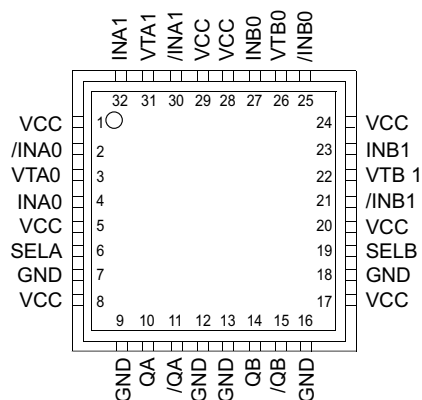 INA1 VTA1 /INA1 VCC VCC INB0 VTB0 /INB0
32 31 30 29 28 27 26 25
VCC 1 24 VCC
/INA0 2 23 INB1
VTA0 3 22 VTB 1
INA0 4 21 /INB1
VCC 5 20 VCC
SELA 6 19 SELB
GND 7 18 GND
VCC 8 17 VCC
9 10 11 12 13 14 15 16
GND QA /QA GND GND QB /QB GND